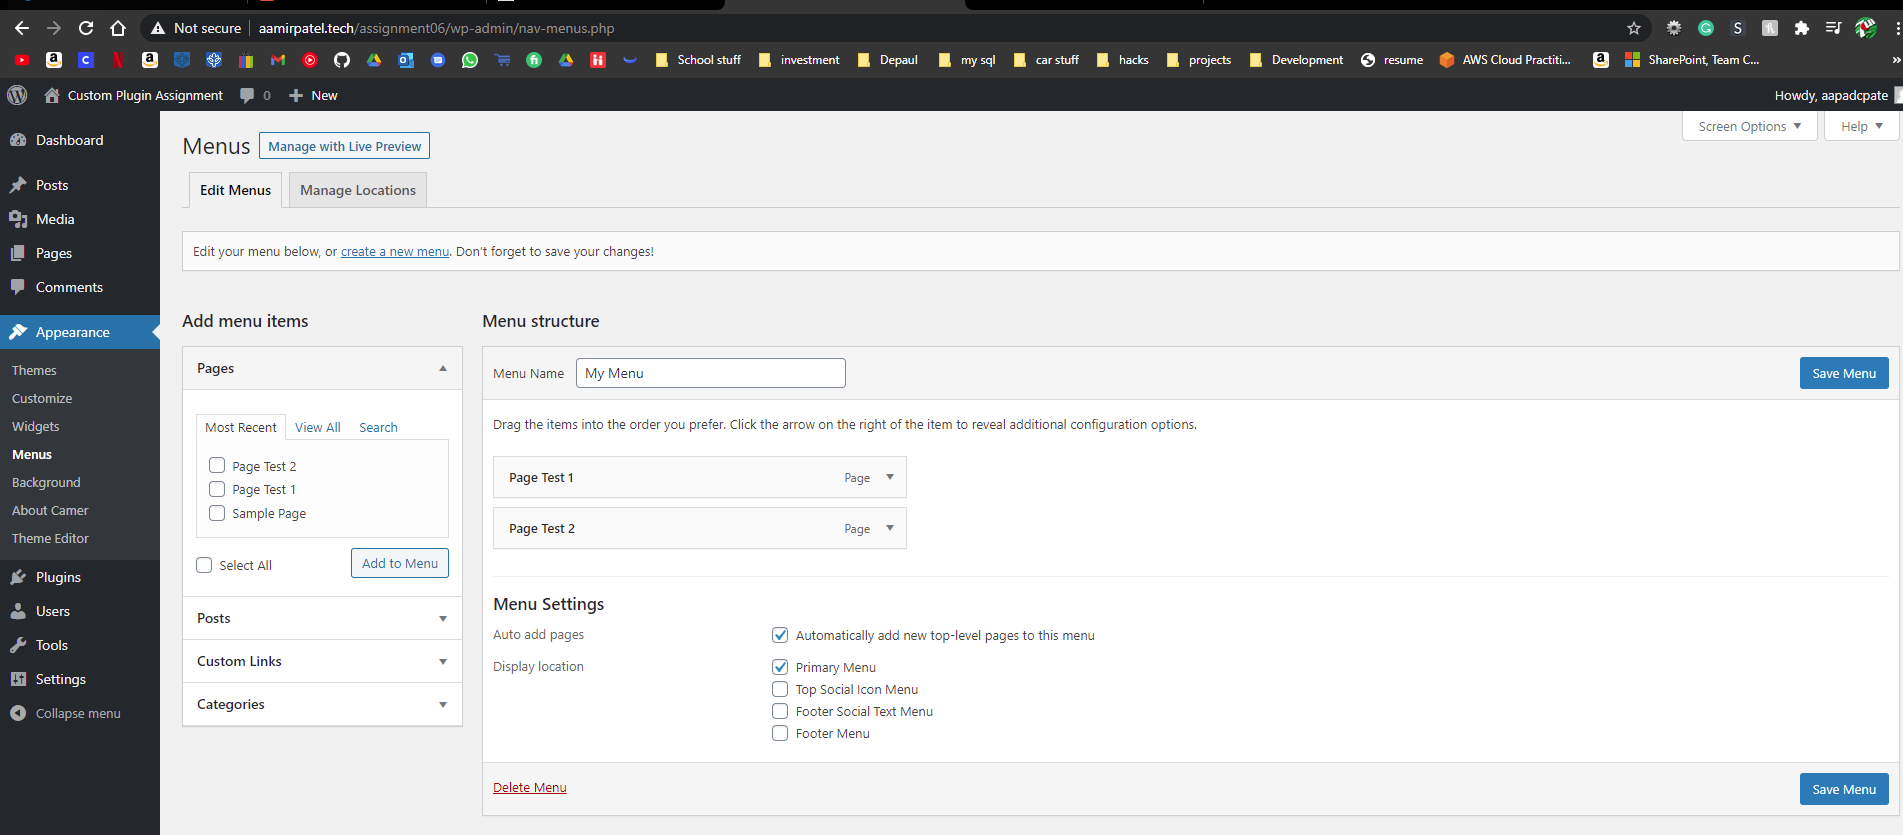 Not secure | aamirpatel.tech/assignment06/wp-admin/nav-menus.php
School stuff investment Depaul my sql car stuff hacks projects Development resume AWS Cloud Practiti... SharePoint, Team C... »
Custom Plugin Assignment 0 New Howdy, aapadcpate
Screen Options Help
Dashboard
Posts
Media
Pages
Comments
Appearance
Themes
Customize
Widgets
Menus
Background
About Camer
Theme Editor
Plugins
Users
Tools
Settings
Collapse menu
Menus Manage with Live Preview
Edit Menus Manage Locations
Edit your menu below, or create a new menu. Don't forget to save your changes!
Add menu items
Pages
Most Recent View All Search
Page Test 2
Page Test 1
Sample Page
Select All Add to Menu
Posts
Custom Links
Categories
Menu structure
Menu Name My Menu Save Menu
Drag the items into the order you prefer. Click the arrow on the right of the item to reveal additional configuration options.
Page Test 1 Page
Page Test 2 Page
Menu Settings
Auto add pages Automatically add new top-level pages to this menu
Display location Primary Menu
Top Social Icon Menu
Footer Social Text Menu
Footer Menu
Delete Menu Save Menu